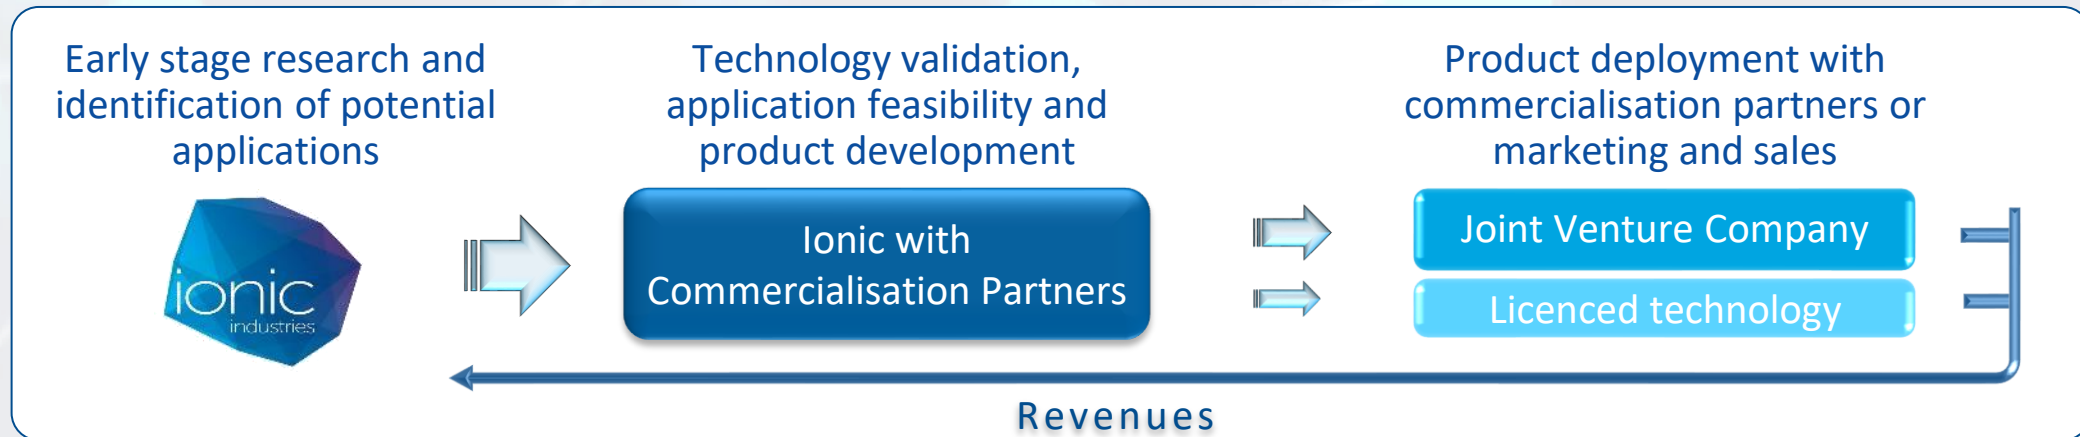 Early stage research and
identification of potential
applications
Technology validation,
application feasibility and
product development
Product deployment with
commercialisation partners or
marketing and sales
ionic
industries
Ionic with
Commercialisation Partners
Joint Venture Company
Licenced technology
Revenues